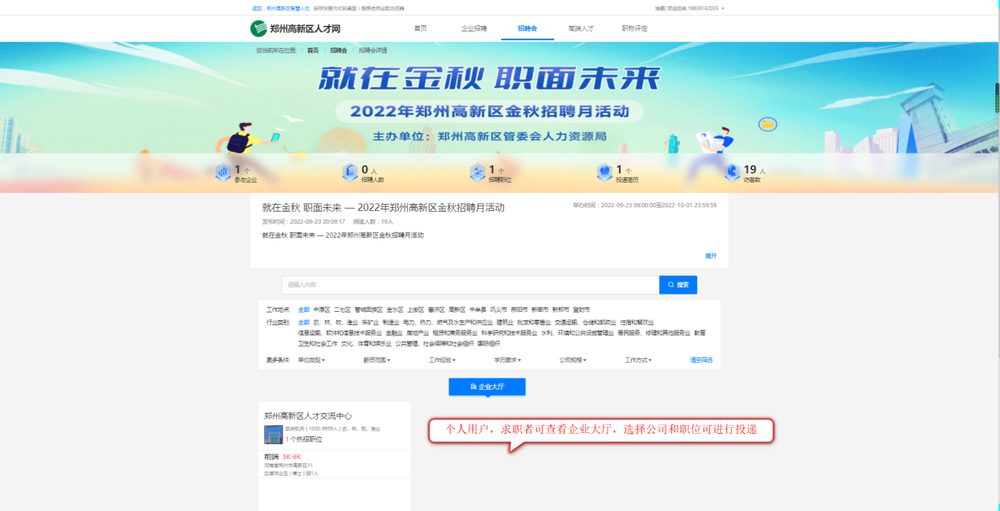 返回，郑州高新区智慧人社 保存快捷方式到桌面 | 推荐使用谷歌浏览器
消息| 欢迎回来,18838162035
郑州高新区人才网 首页 企业招聘 招聘会 高端人才 职称评定
您当前所在位置: 首页 招聘会 招聘会详情
就在金秋 职面未来
2022年郑州高新区金秋招聘月活动
主办单位：郑州高新区管委会人力资源局
1 个 0 人 1 个 1 个 19 人
参与企业 招聘人数 招聘职位 投递简历 访客数
就在金秋 职面未来 — 2022年郑州高新区金秋招聘月活动 举办时间：2022-09-23 08:00:00至2022-10-01 23:59:59
发布时间：2022-09-23 20:09:17 阅读人数：19人
就在金秋 职面未来 — 2022年郑州高新区金秋招聘月活动
展开
请输入内容 搜索
工作地点: 全部 中原区 二七区 管城回族区 金水区 上街区 惠济区 高新区 中牟县 巩义市 荥阳市 新密市 新郑市 登封市
行业类别: 全部 农、林、牧、渔业 采矿业 制造业 电力、热力、燃气及水生产和供应业 建筑业 批发和零售业 交通运输、仓储和邮政业 住宿和餐饮业
信息运输、软件和信息技术服务业 金融业 房地产业 租赁和商务服务业 科学研究和技术服务业 水利、环境和公共设施管理业 居民服务、修理和其他服务业 教育
卫生和社会工作 文化、体育和娱乐业 公共管理、社会保障和社会组织 国际组织
更多条件: 单位类型 薪资范围 工作经验 学历要求 公司规模 工作方式 清空筛选
企业大厅
郑州高新区人才交流中心
政府机关 | 1000-9999人 | 农、林、牧、渔业
1 个热招职位
前端 5K-6K
河南省郑州市高新区11
应届毕业生 | 博士 | 招1人
个人用户，求职者可查看企业大厅，选择公司和职位可进行投递